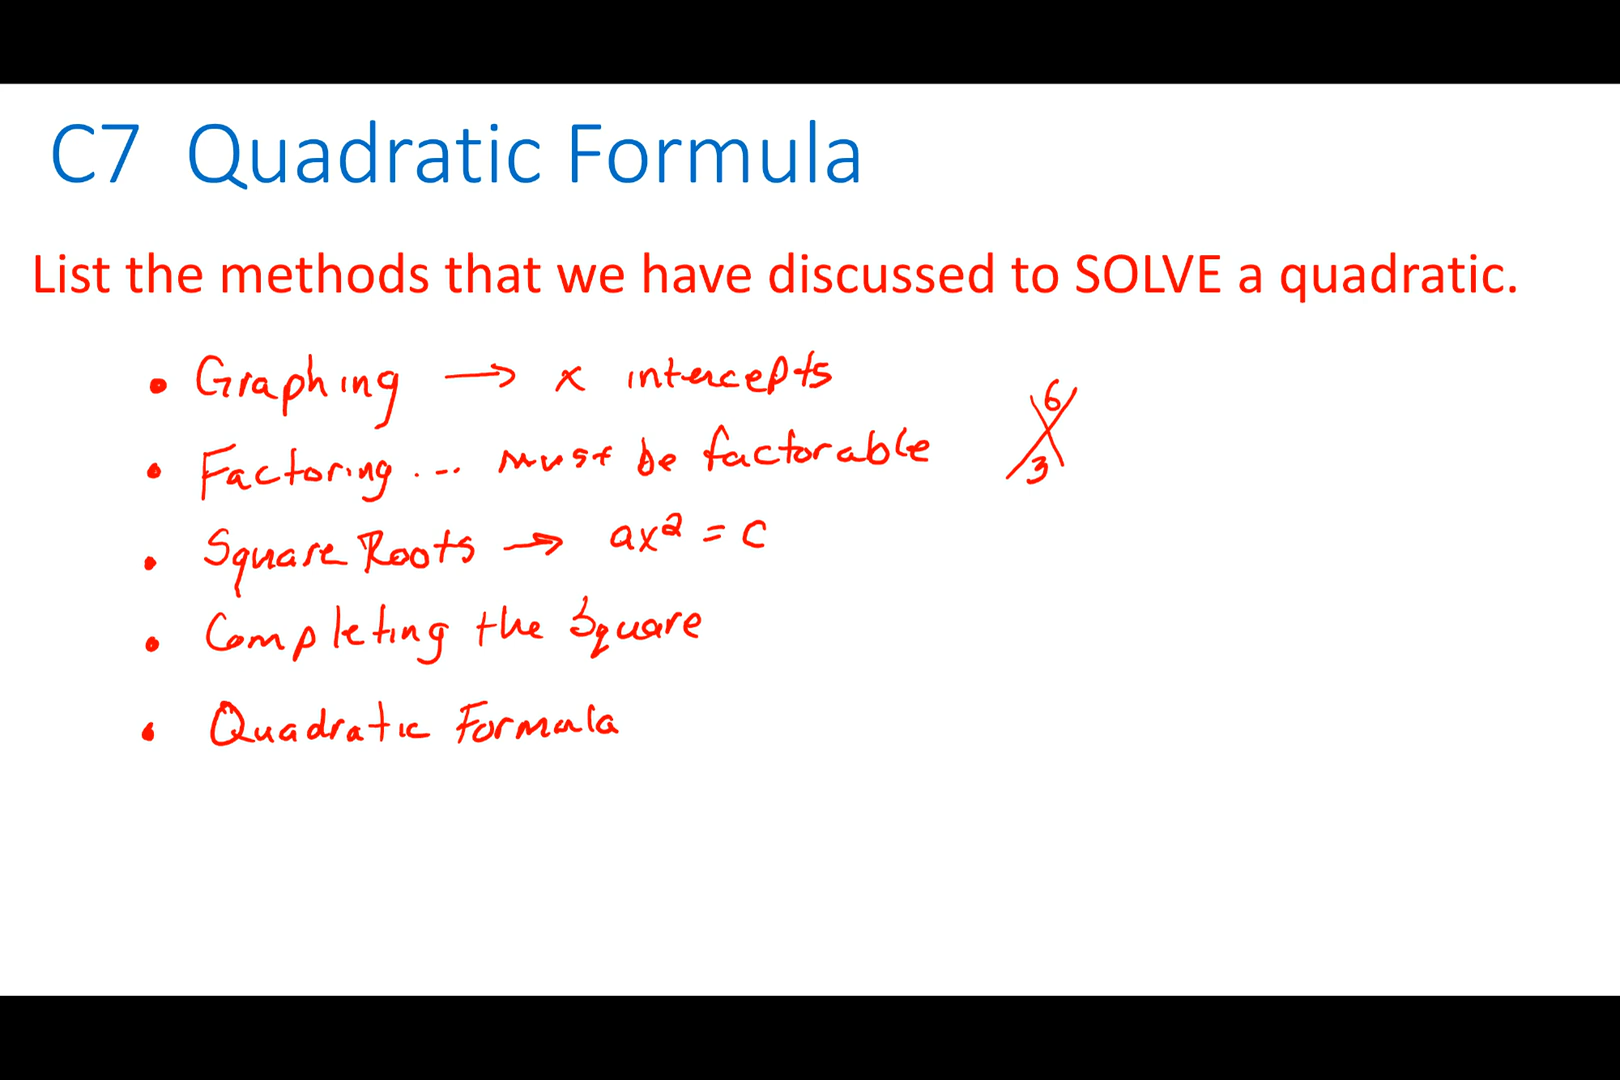 C7 Quadratic Formula
List the methods that we have discussed to SOLVE a quadratic.
• Graphing → x intercepts
• Factoring ... must be factorable
6
3
• Square Roots → ax² = c
• Completing the Square
• Quadratic Formula